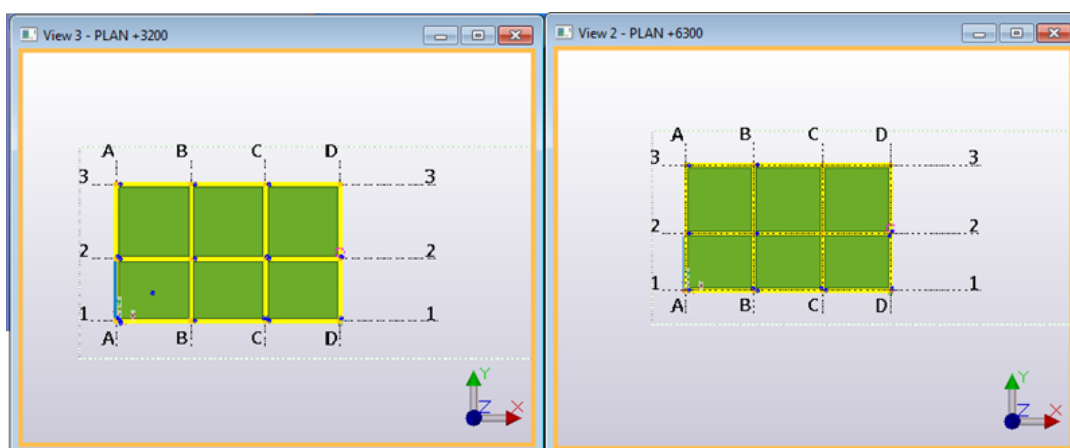 View 3 - PLAN +3200
A B C D
3 3
2 2
1 1
A B C D
Y
Z X
View 2 - PLAN +6300
A B C D
3 3
2 2
1 1
A B C D
Y
Z X